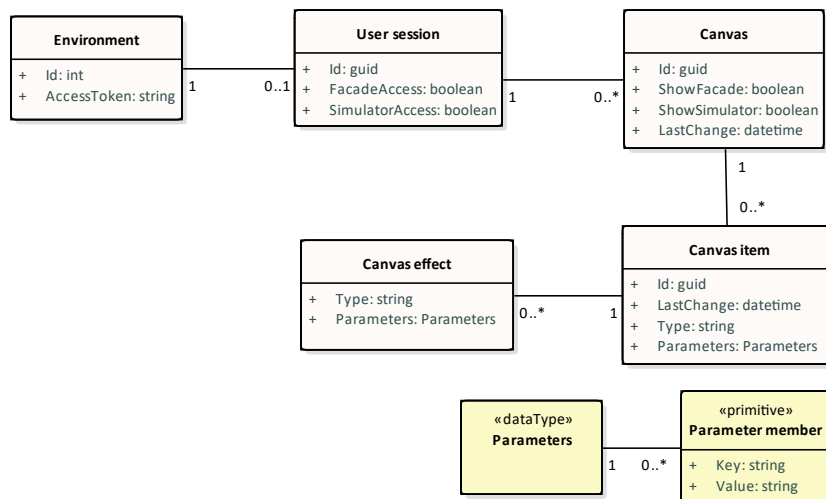 Environment
+ Id: int
+ AccessToken: string
1
0..1
User session
+ Id: guid
+ FacadeAccess: boolean
+ SimulatorAccess: boolean
1
0..*
Canvas
+ Id: guid
+ ShowFacade: boolean
+ ShowSimulator: boolean
+ LastChange: datetime
1
0..*
Canvas effect
+ Type: string
+ Parameters: Parameters
0..*
1
Canvas item
+ Id: guid
+ LastChange: datetime
+ Type: string
+ Parameters: Parameters
«dataType»
Parameters
1
0..*
«primitive»
Parameter member
+ Key: string
+ Value: string